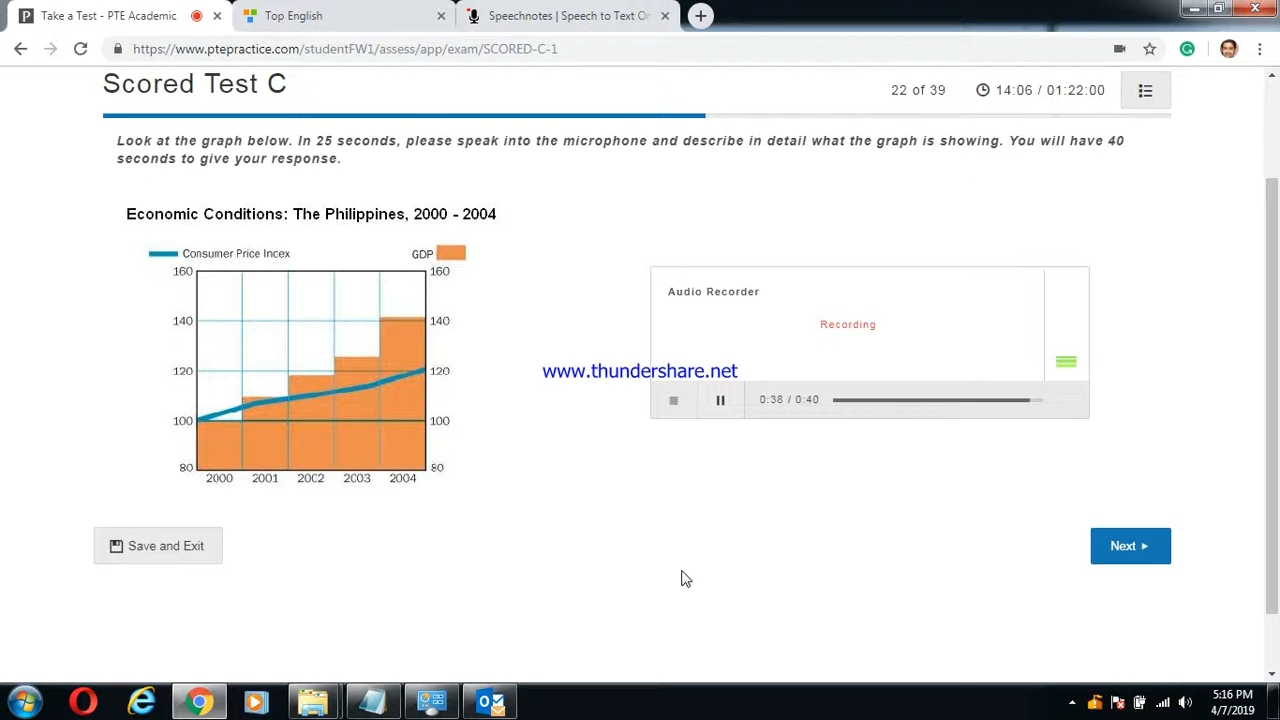 Take a Test - PTE Academic
Top English
Speechnotes | Speech to Text On
https://www.ptepractice.com/studentFW1/assess/app/exam/SCORED-C-1
Scored Test C
22 of 39
14:06 / 01:22:00
Look at the graph below. In 25 seconds, please speak into the microphone and describe in detail what the graph is showing. You will have 40
seconds to give your response.
Economic Conditions: The Philippines, 2000 - 2004
Consumer Price Index
GDP
160
160
140
140
120
120
100
100
80
80
2000
2001
2002
2003
2004
Audio Recorder
Recording
www.thundershare.net
0:38 / 0:40
Save and Exit
Next
5:16 PM
4/7/2019